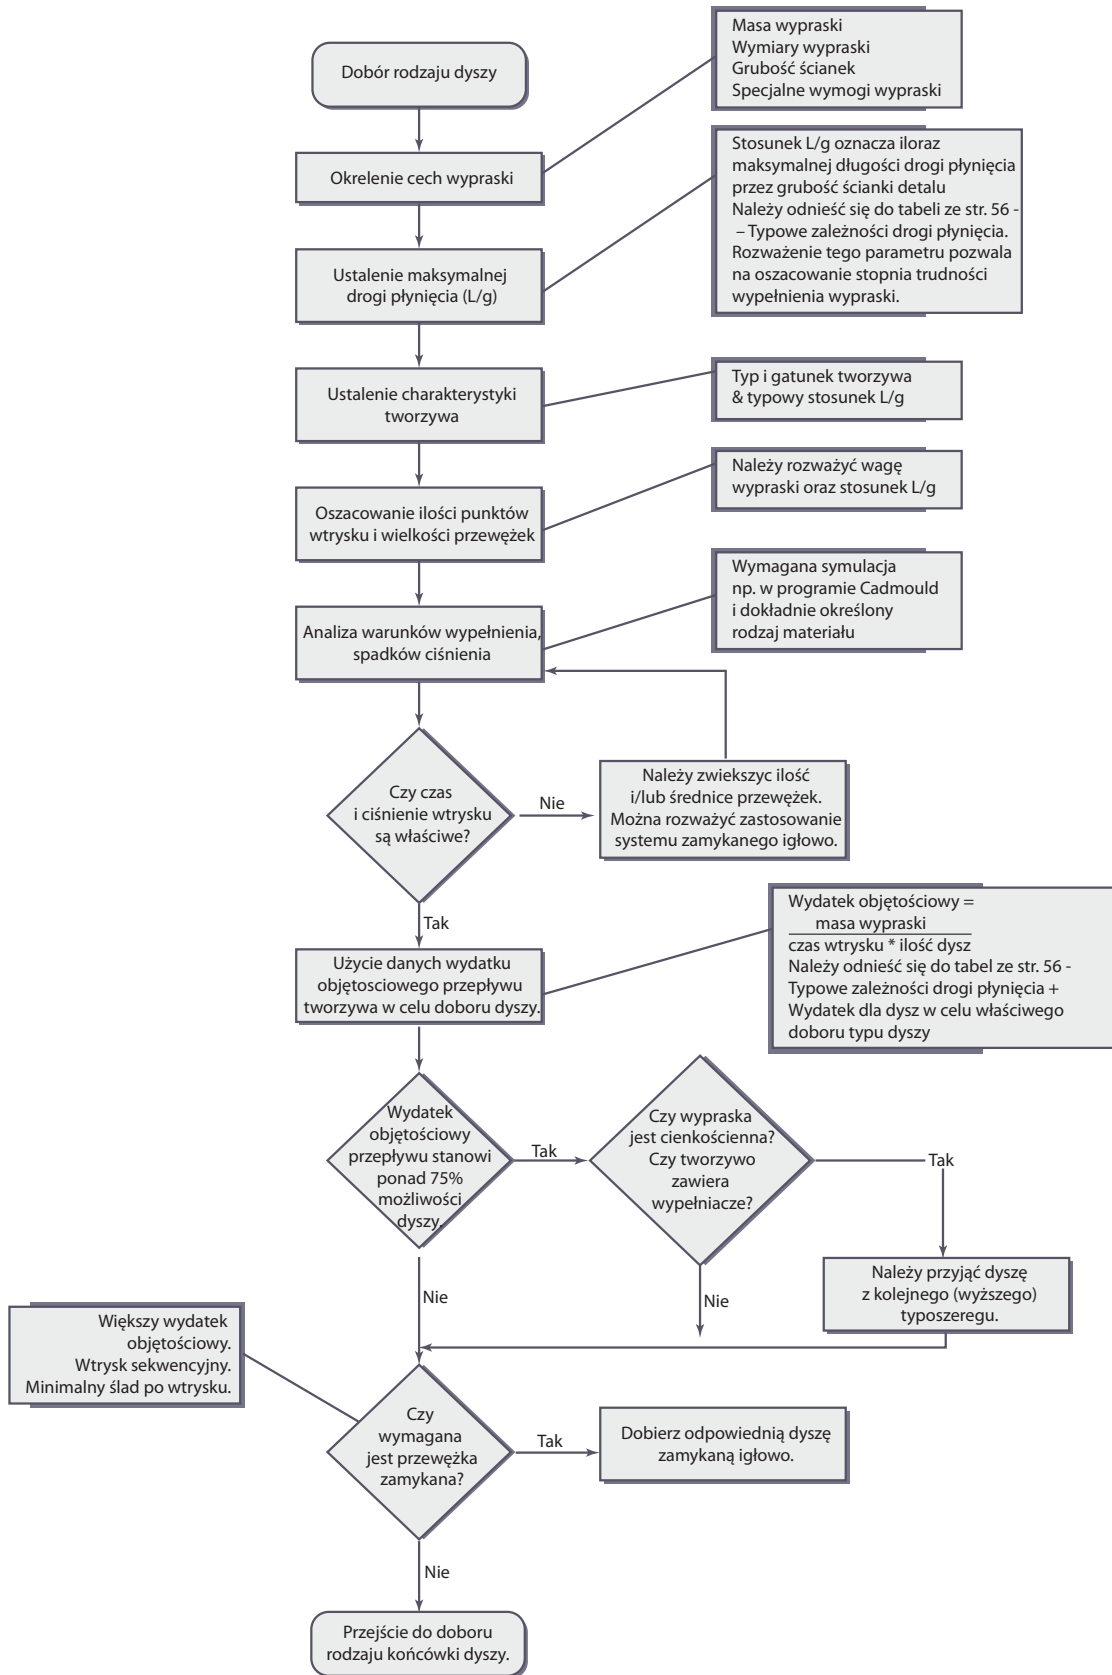 Dobór rodzaju dyszy
Masa wypraski
Wymiary wypraski
Grubość ścianek
Specjalne wymogi wypraski
Okrelenie cech wypraski
Stosunek L/g oznacza iloraz
maksymalnej długości drogi płynięcia
przez grubość ścianki detalu
Należy odnieść się do tabeli ze str. 56 -
– Typowe zależności drogi płynięcia.
Rozważenie tego parametru pozwala
na oszacowanie stopnia trudności
wypełnienia wypraski.
Ustalenie maksymalnej
drogi płynięcia (L/g)
Ustalenie charakterystyki
tworzywa
Typ i gatunek tworzywa
& typowy stosunek L/g
Oszacowanie ilości punktów
wtrysku i wielkości przewężek
Należy rozważyć wagę
wypraski oraz stosunek L/g
Analiza warunków wypełnienia,
spadków ciśnienia
Wymagana symulacja
np. w programie Cadmould
i dokładnie określony
rodzaj materiału
Czy czas
i ciśnienie wtrysku
są właściwe?
Nie
Należy zwiekszyc ilość
i/lub średnice przewężek.
Można rozważyć zastosowanie
systemu zamykanego igłowo.
Tak
Użycie danych wydatku
objętosciowego przepływu
tworzywa w celu doboru dyszy.
Wydatek objętościowy =
masa wypraski
czas wtrysku * ilość dysz
Należy odnieść się do tabel ze str. 56 -
Typowe zależności drogi płynięcia +
Wydatek dla dysz w celu właściwego
doboru typu dyszy
Wydatek
objętościowy
przepływu stanowi
ponad 75%
możliwości
dyszy.
Tak
Czy wypraska
jest cienkościenna?
Czy tworzywo
zawiera
wypełniacze?
Tak
Należy przyjąć dyszę
z kolejnego (wyższego)
typoszeregu.
Nie
Nie
Większy wydatek
objętościowy.
Wtrysk sekwencyjny.
Minimalny ślad po wtrysku.
Czy
wymagana
jest przewężka
zamykana?
Tak
Dobierz odpowiednią dyszę
zamykaną igłowo.
Nie
Przejście do doboru
rodzaju końcówki dyszy.